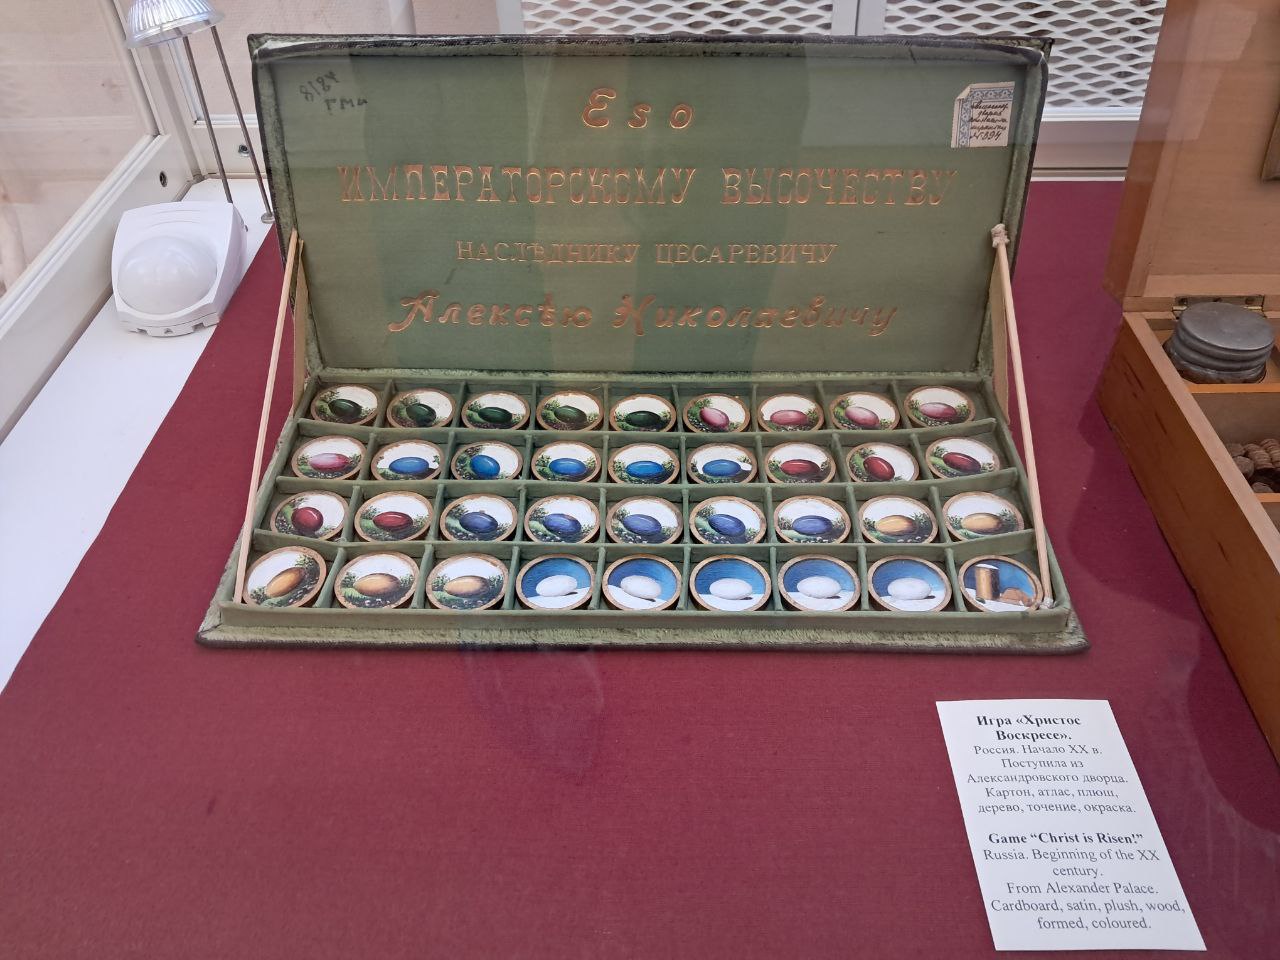 8184
ГМИ
Его
ИМПЕРАТОРСКОМУ ВЫСОЧЕСТВУ
НАСЛѢДНИКУ ЦЕСАРЕВИЧУ
Алексѣю Николаевичу
Игра «Христос
Воскресе».
Россия. Начало XX в.
Поступила из
Александровского дворца.
Картон, атлас, плюш,
дерево, точение, окраска.
Game “Christ is Risen!”
Russia. Beginning of the XX
century.
From Alexander Palace.
Cardboard, satin, plush, wood,
formed, coloured.